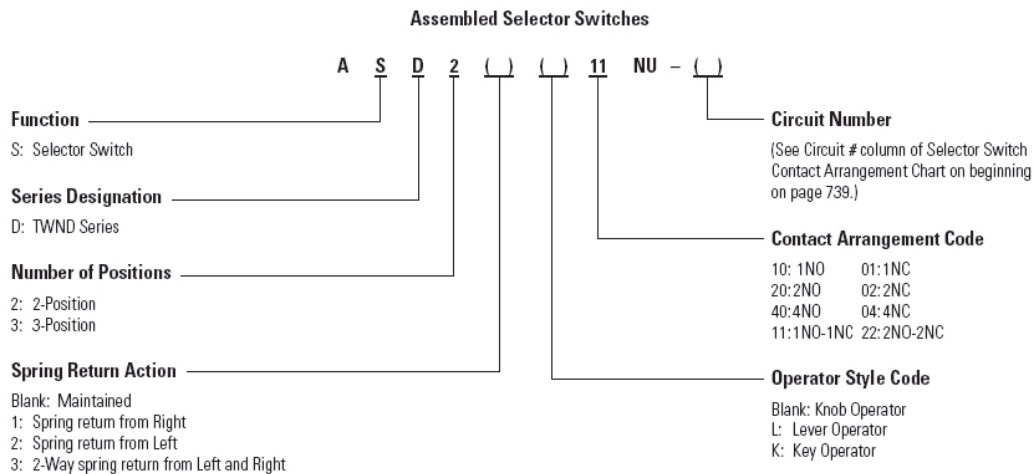 Assembled Selector Switches
A S D 2 ( ) ( ) 11 NU – ( )
Function
S: Selector Switch
Series Designation
D: TWND Series
Number of Positions
2: 2-Position
3: 3-Position
Spring Return Action
Blank: Maintained
1: Spring return from Right
2: Spring return from Left
3: 2-Way spring return from Left and Right
Circuit Number
(See Circuit # column of Selector Switch
Contact Arrangement Chart on beginning
on page 739.)
Contact Arrangement Code
10: 1NO 01:1NC
20:2NO 02:2NC
40:4NO 04:4NC
11:1NO-1NC 22:2NO-2NC
Operator Style Code
Blank: Knob Operator
L: Lever Operator
K: Key Operator